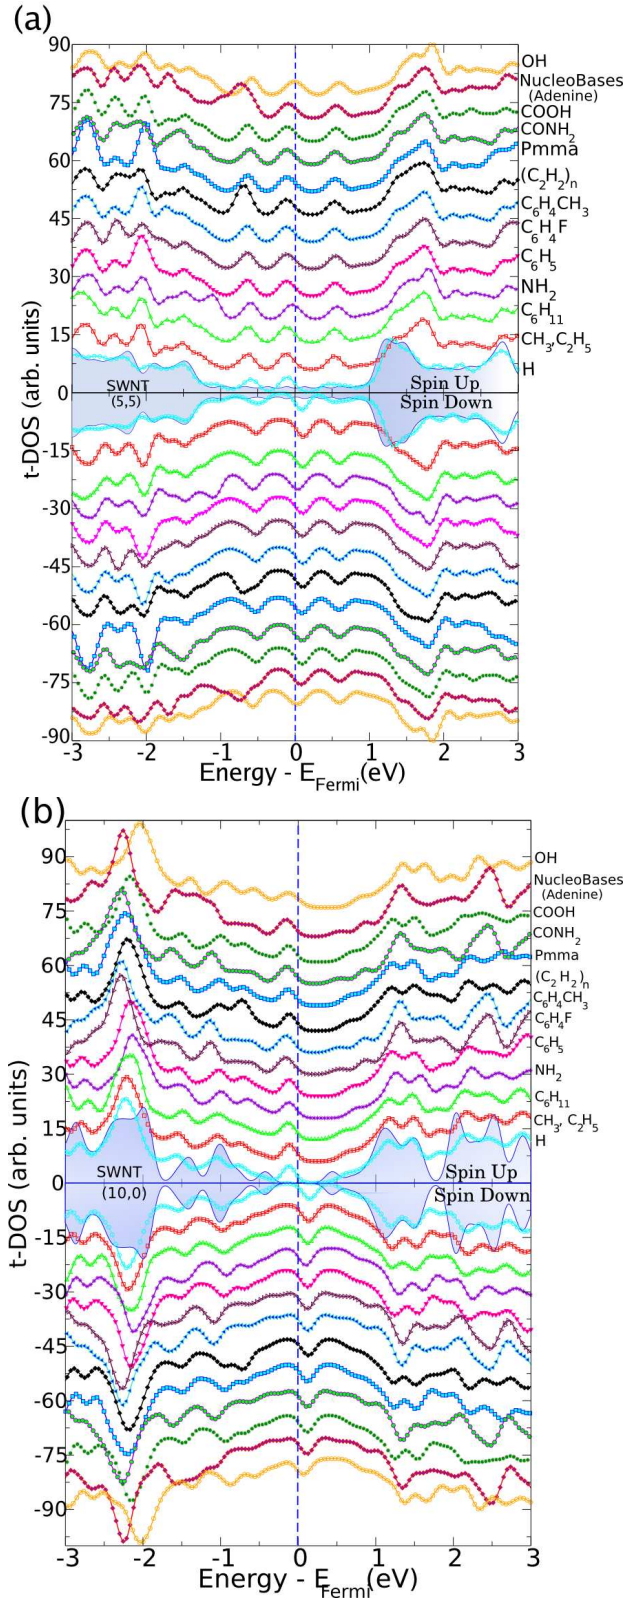 (a)
90
75
60
45
30
15
0
-15
-30
-45
-60
-75
-90
t-DOS (arb. units)
OH
NucleoBases
(Adenine)
COOH
CONH2
Pmma
(C2H2)n
C6H4CH3
C6H4F
C6H5
NH2
C6H11
CH3,C2H5
H
SWNT
(5,5)
Spin Up
Spin Down
-3 -2 -1 0 1 2 3
Energy - EFermi(eV)
(b)
90
75
60
45
30
15
0
-15
-30
-45
-60
-75
-90
t-DOS (arb. units)
OH
NucleoBases
(Adenine)
COOH
CONH2
Pmma
(C2H2)n
C6H4CH3
C6H4F
C6H5
NH2
C6H11
CH3, C2H5
H
SWNT
(10,0)
Spin Up
Spin Down
-3 -2 -1 0 1 2 3
Energy - EFermi(eV)